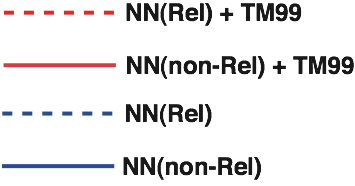 NN(Rel) + TM99
NN(non-Rel) + TM99
NN(Rel)
NN(non-Rel)